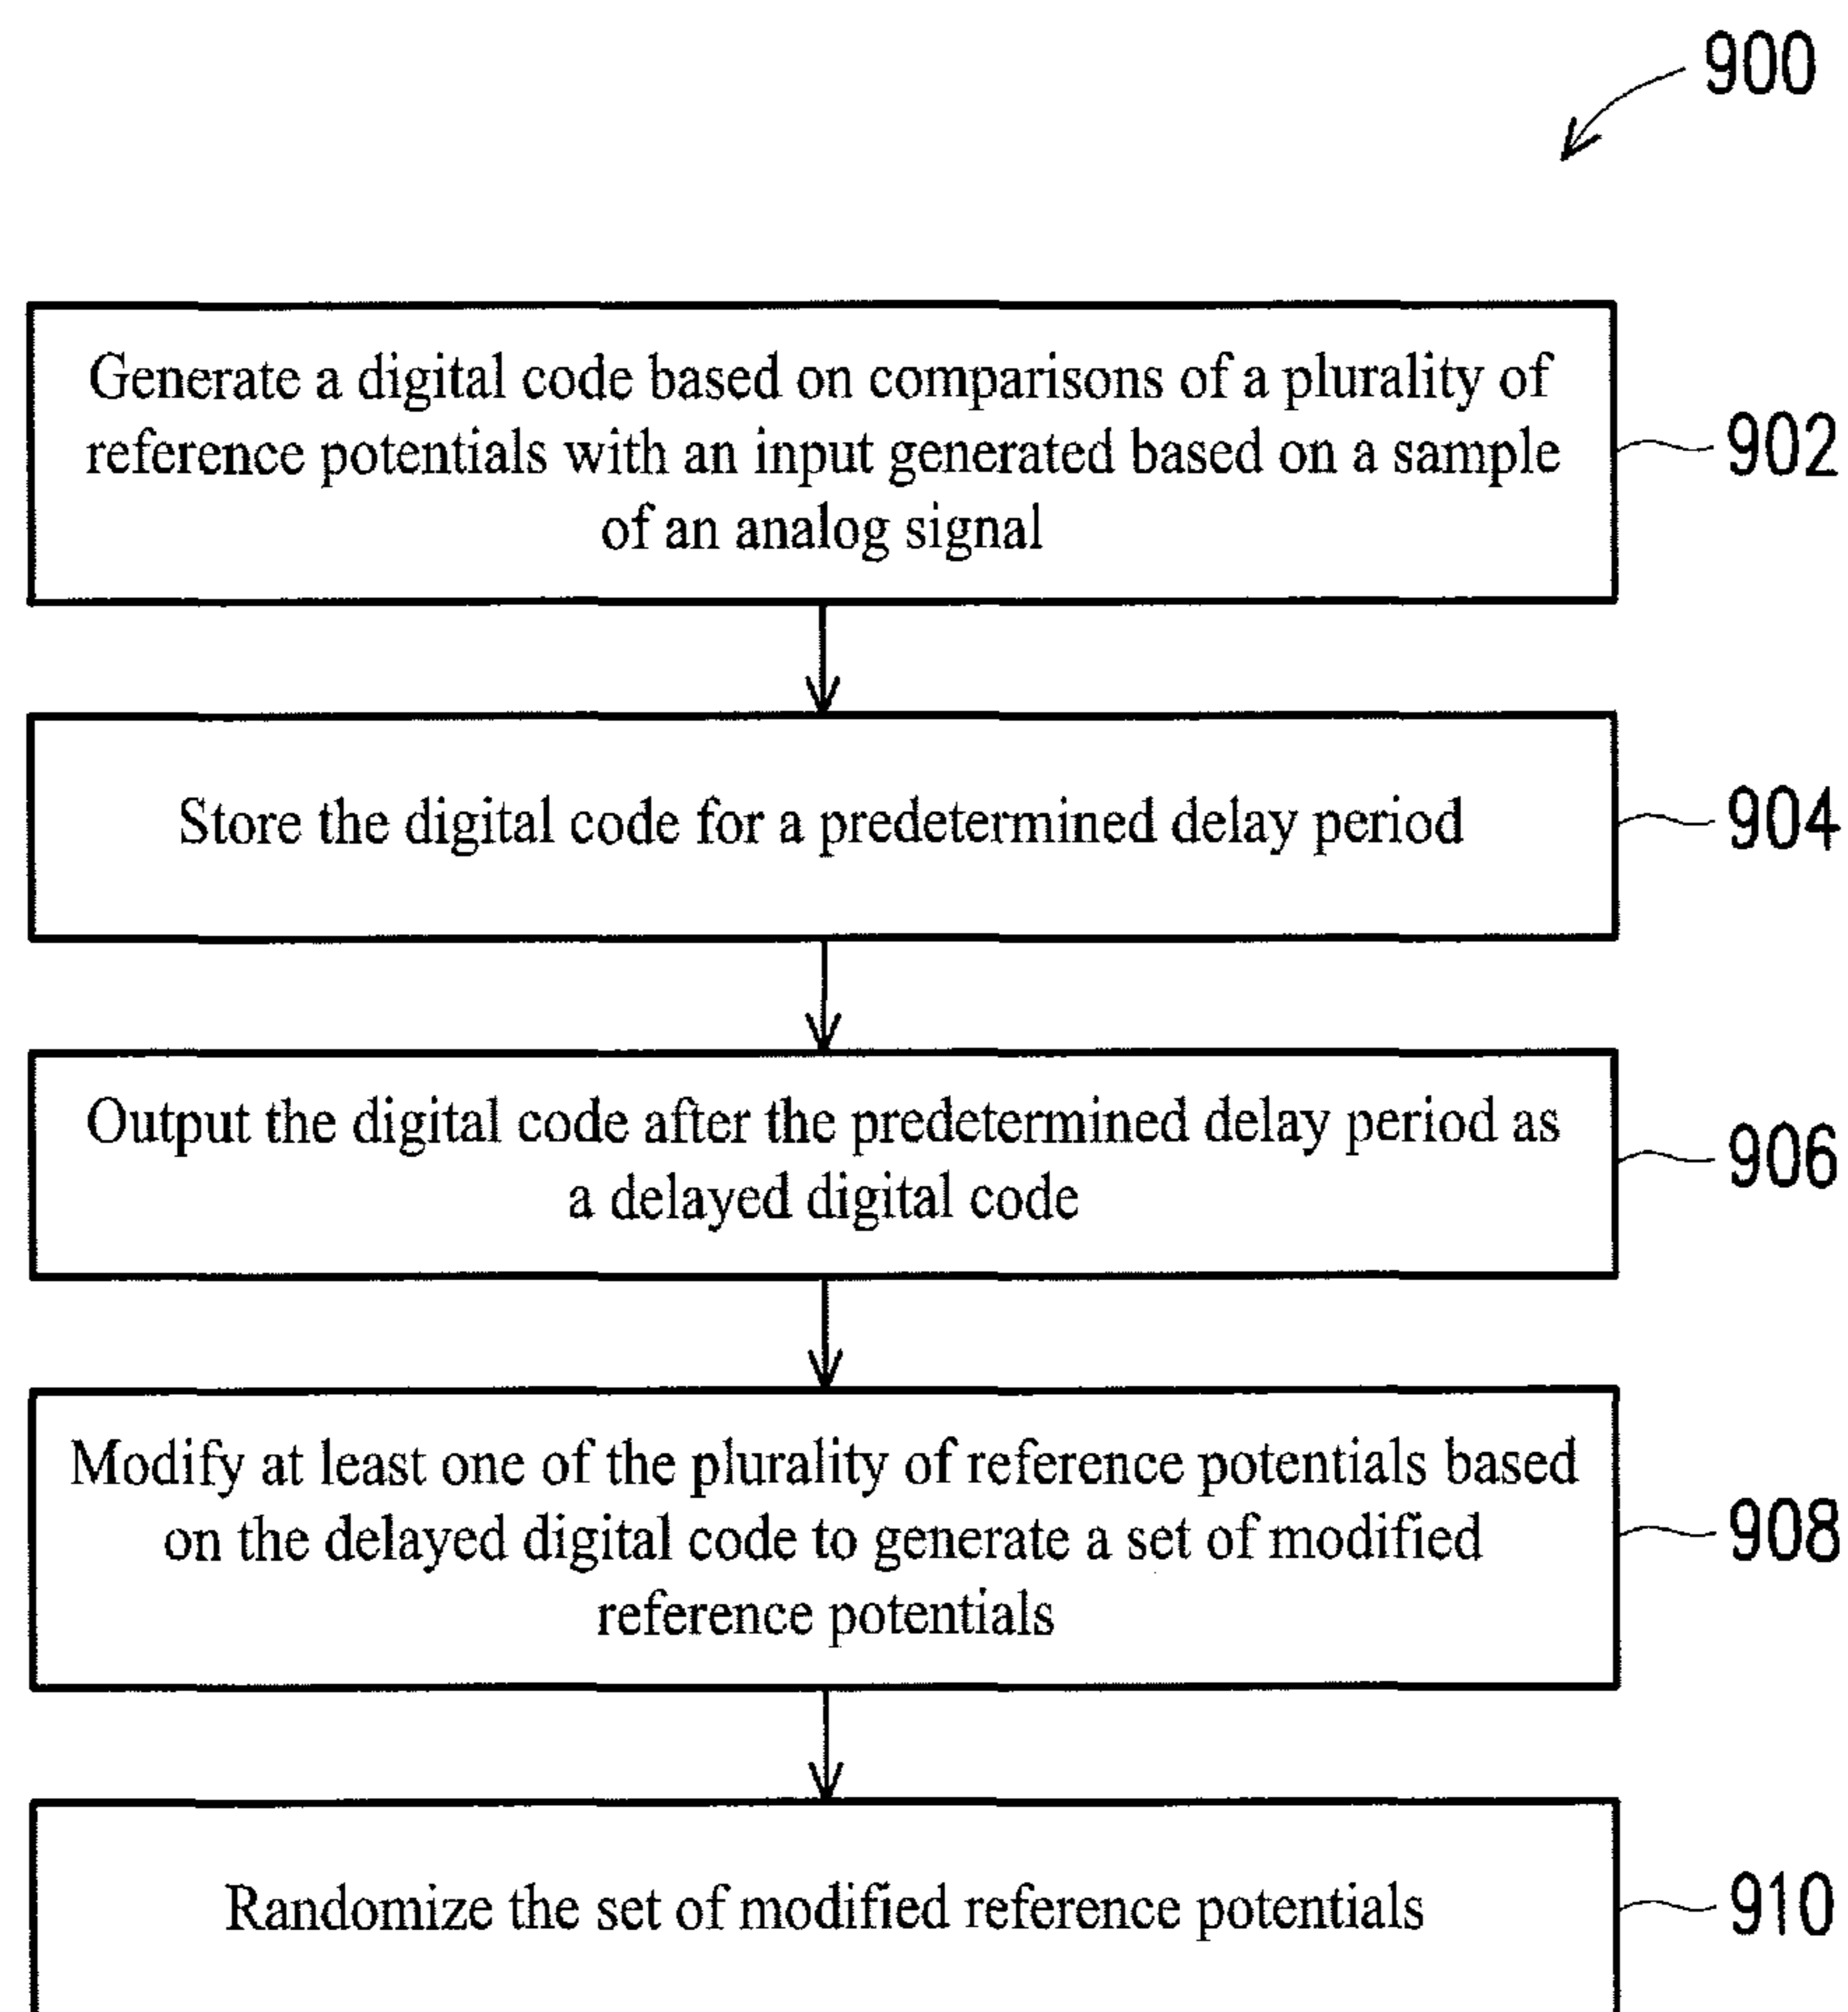 900
Generate a digital code based on comparisons of a plurality of
reference potentials with an input generated based on a sample
of an analog signal
902
Store the digital code for a predetermined delay period
904
Output the digital code after the predetermined delay period as
a delayed digital code
906
Modify at least one of the plurality of reference potentials based
on the delayed digital code to generate a set of modified
reference potentials
908
Randomize the set of modified reference potentials
910